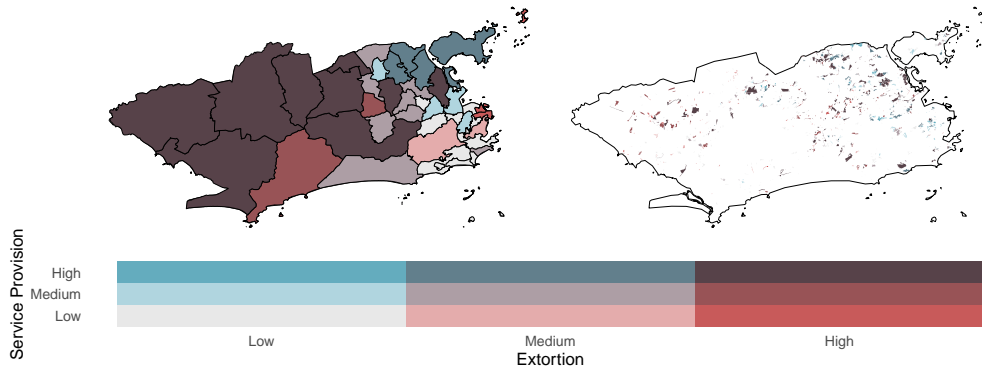 Service Provision
High
Medium
Low
Low
Medium
High
Extortion